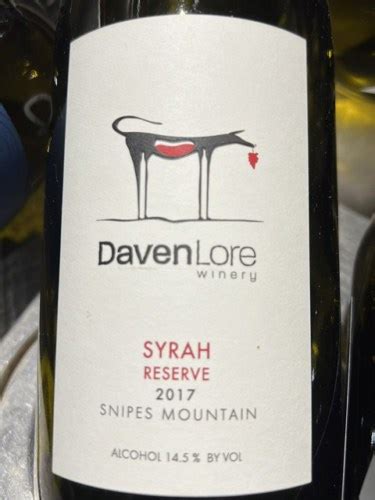 DavenLore
winery
SYRAH
RESERVE
2017
SNIPES MOUNTAIN
ALCOHOL 14.5% BY VOL